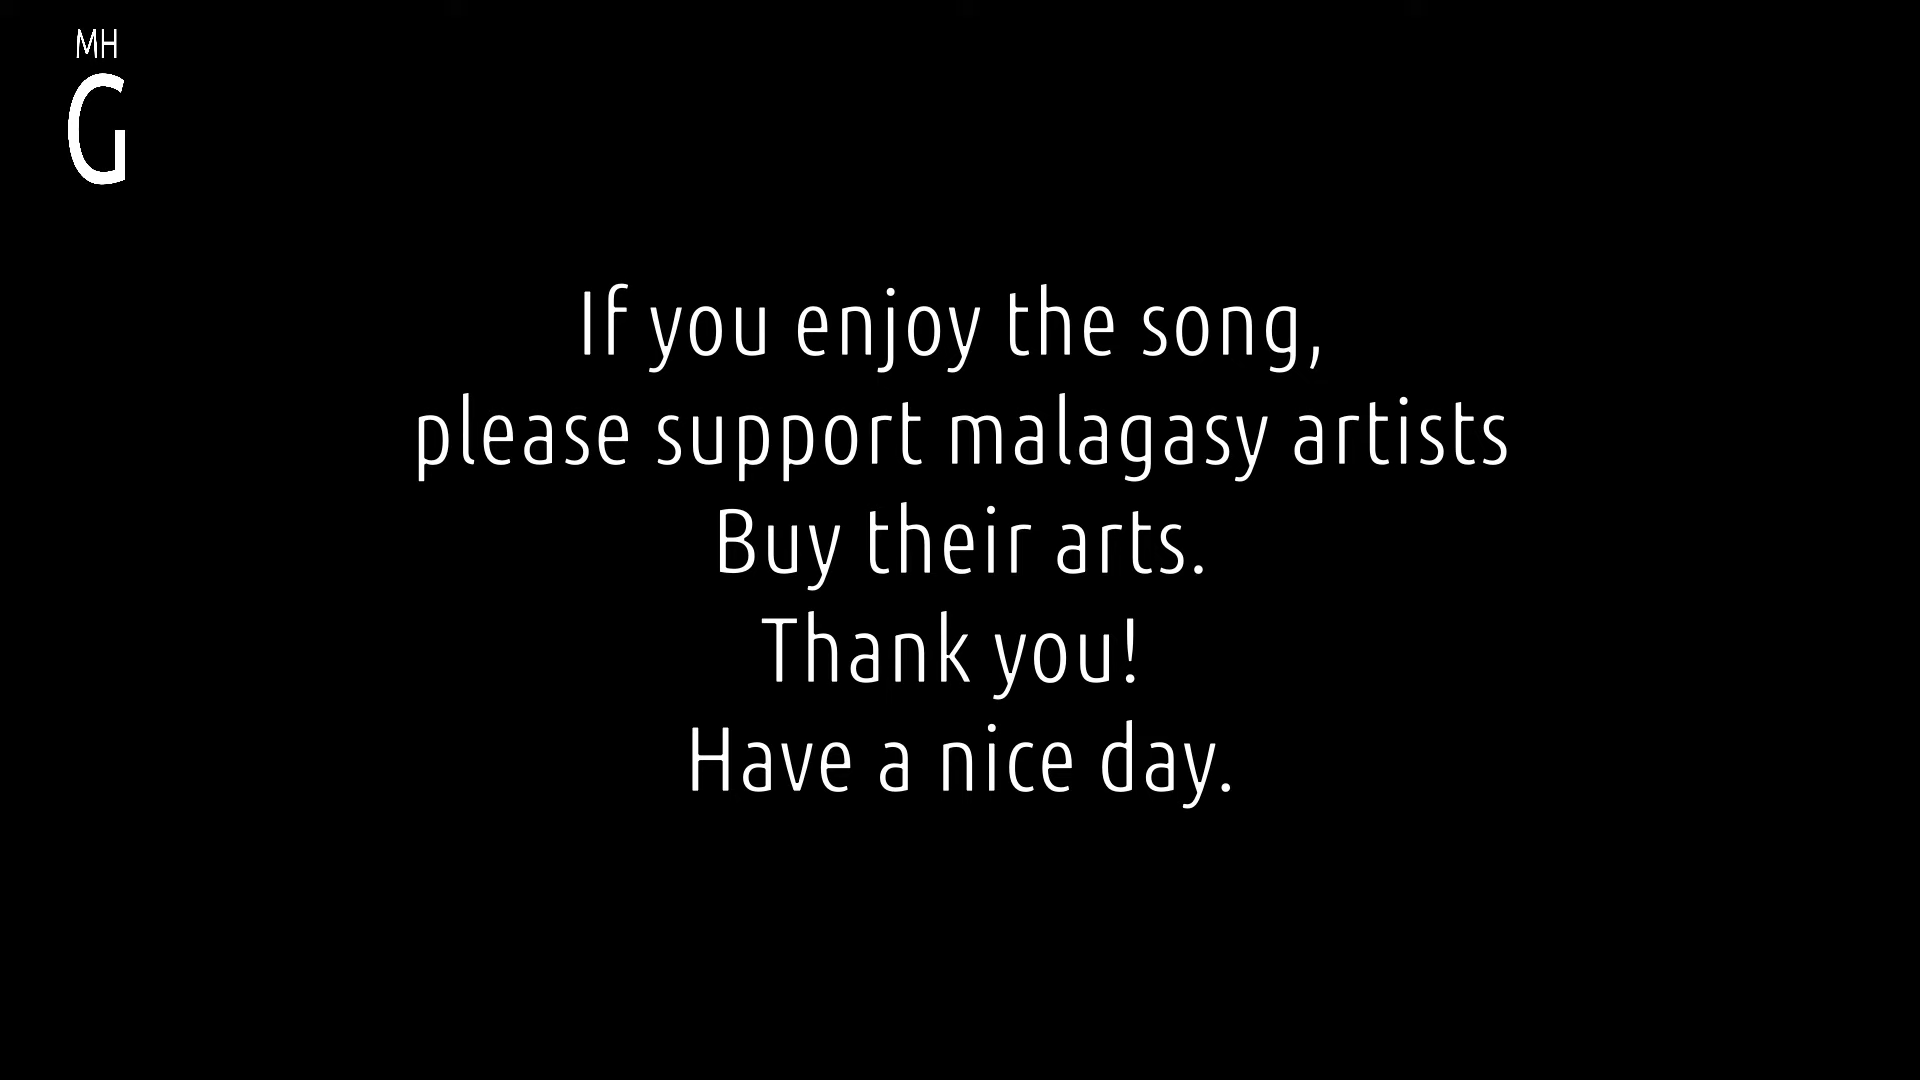 MH
G
If you enjoy the song,
please support malagasy artists
Buy their arts.
Thank you!
Have a nice day.